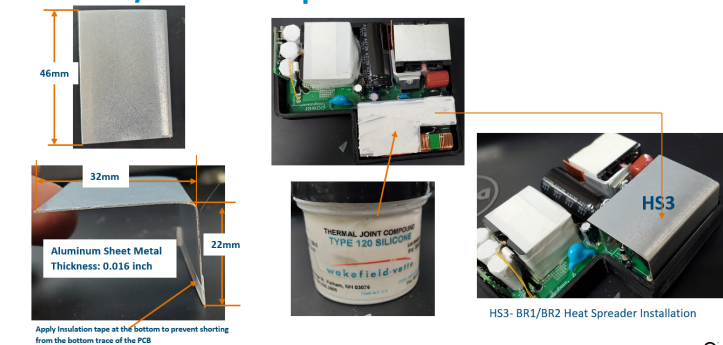 46mm
32mm
22mm
Aluminum Sheet Metal
Thickness: 0.016 inch
Apply Insulation tape at the bottom to prevent shorting
from the bottom trace of the PCB
THERMAL JOINT COMPOUND
TYPE 120 SILICONE
wakefield-vette
NH 03076
HS3
HS3- BR1/BR2 Heat Spreader Installation